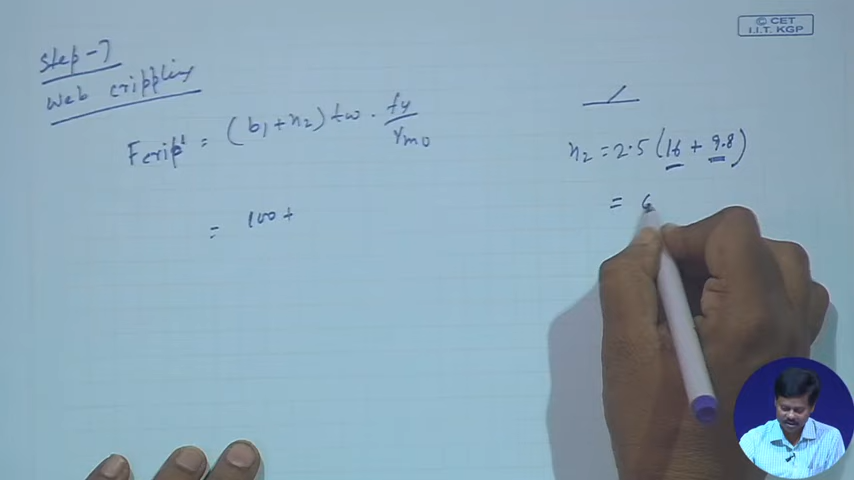 © CET
I.I.T. KGP
Step-7
Web crippling
Fcrip = (b1 + n2) tw . fy / γm0
n2 = 2.5 (16 + 9.8)
= 100 +
= 6